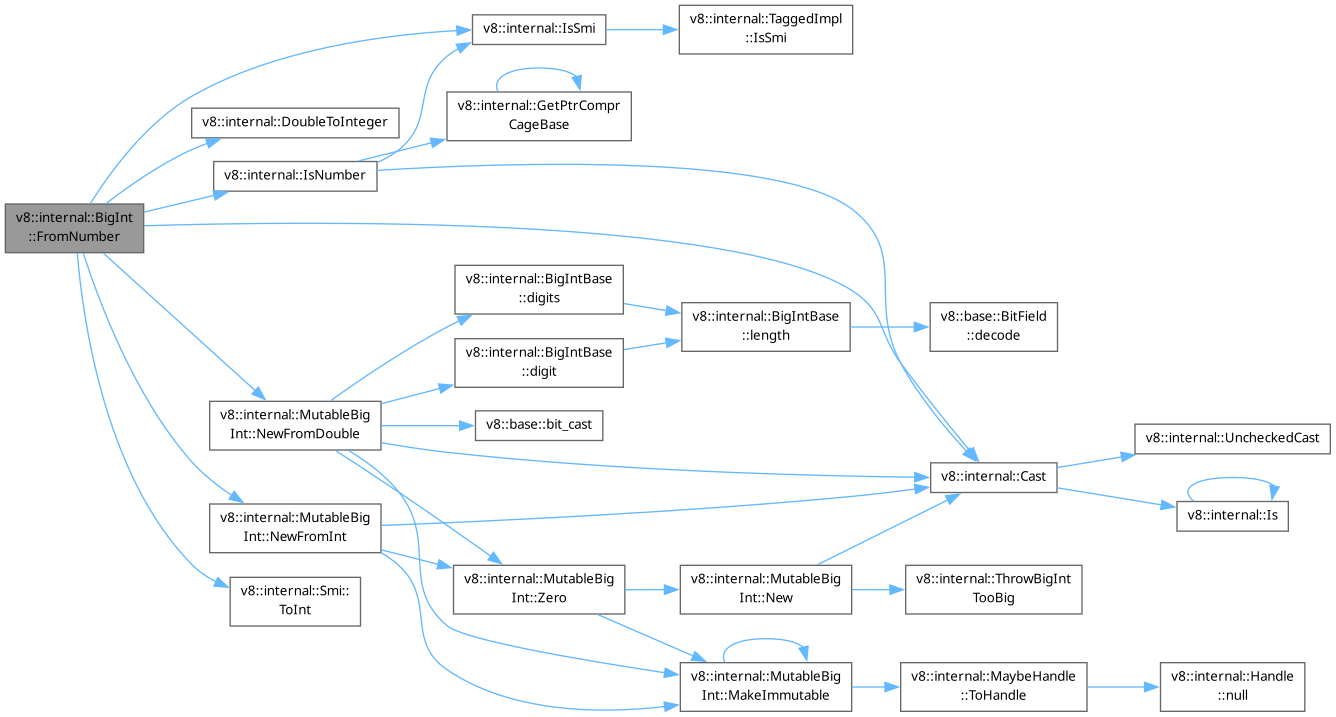 v8::internal::BigInt
::FromNumber
v8::internal::IsSmi
v8::internal::TaggedImpl
::IsSmi
v8::internal::DoubleToInteger
v8::internal::IsNumber
v8::internal::GetPtrCompr
CageBase
v8::internal::Cast
v8::internal::UncheckedCast
v8::internal::Is
v8::internal::MutableBig
Int::NewFromDouble
v8::internal::BigIntBase
::digits
v8::internal::BigIntBase
::length
v8::base::BitField
::decode
v8::internal::BigIntBase
::digit
v8::base::bit_cast
v8::internal::MutableBig
Int::NewFromInt
v8::internal::MutableBig
Int::Zero
v8::internal::MutableBig
Int::New
v8::internal::ThrowBigInt
TooBig
v8::internal::MutableBig
Int::MakeImmutable
v8::internal::MaybeHandle
::ToHandle
v8::internal::Handle
::null
v8::internal::Smi::
ToInt